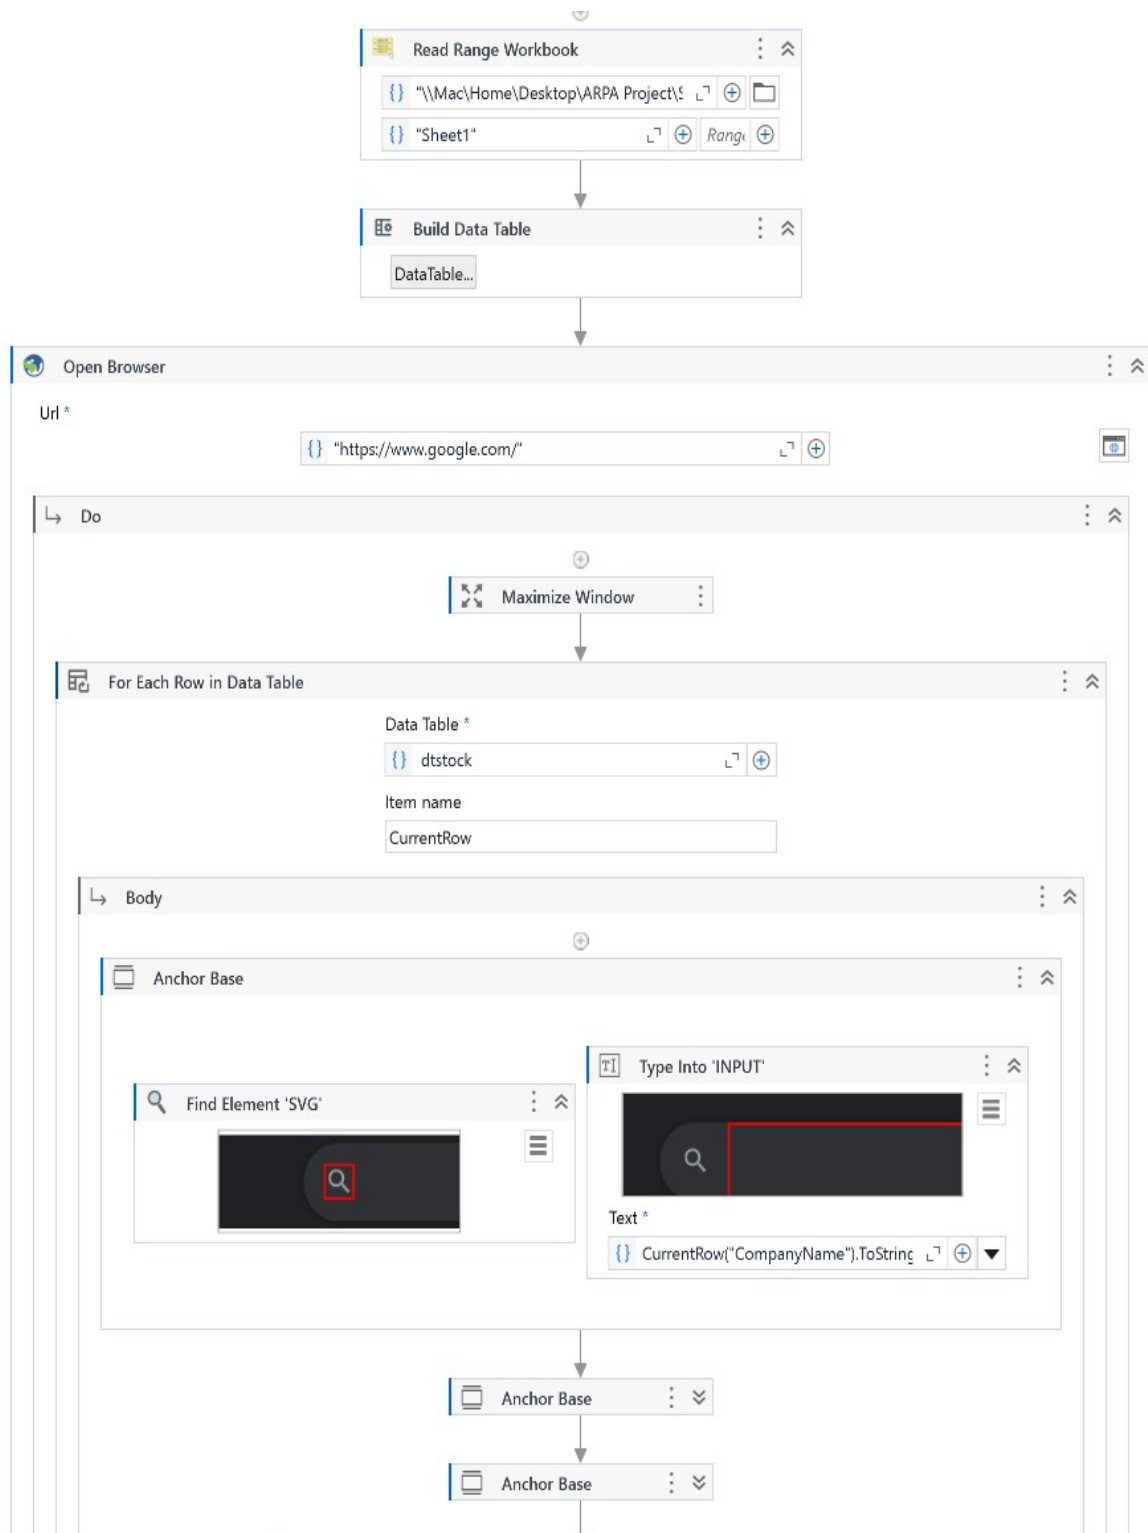 Read Range Workbook
{} "\\Mac\Home\Desktop\ARPA Project\S
{} "Sheet1" Range
Build Data Table
DataTable...
Open Browser
Url *
{} "https://www.google.com/"
Do
Maximize Window
For Each Row in Data Table
Data Table *
{} dtstock
Item name
CurrentRow
Body
Anchor Base
Type Into 'INPUT'
Find Element 'SVG'
Text *
{} CurrentRow("CompanyName").ToString
Anchor Base
Anchor Base